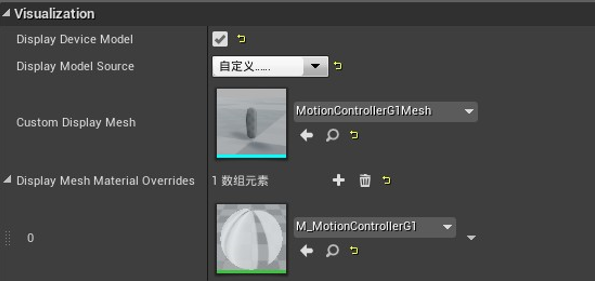 Visualization
Display Device Model
Display Model Source 自定义......
Custom Display Mesh MotionControllerG1Mesh
Display Mesh Material Overrides 1 数组元素
0 M_MotionControllerG1